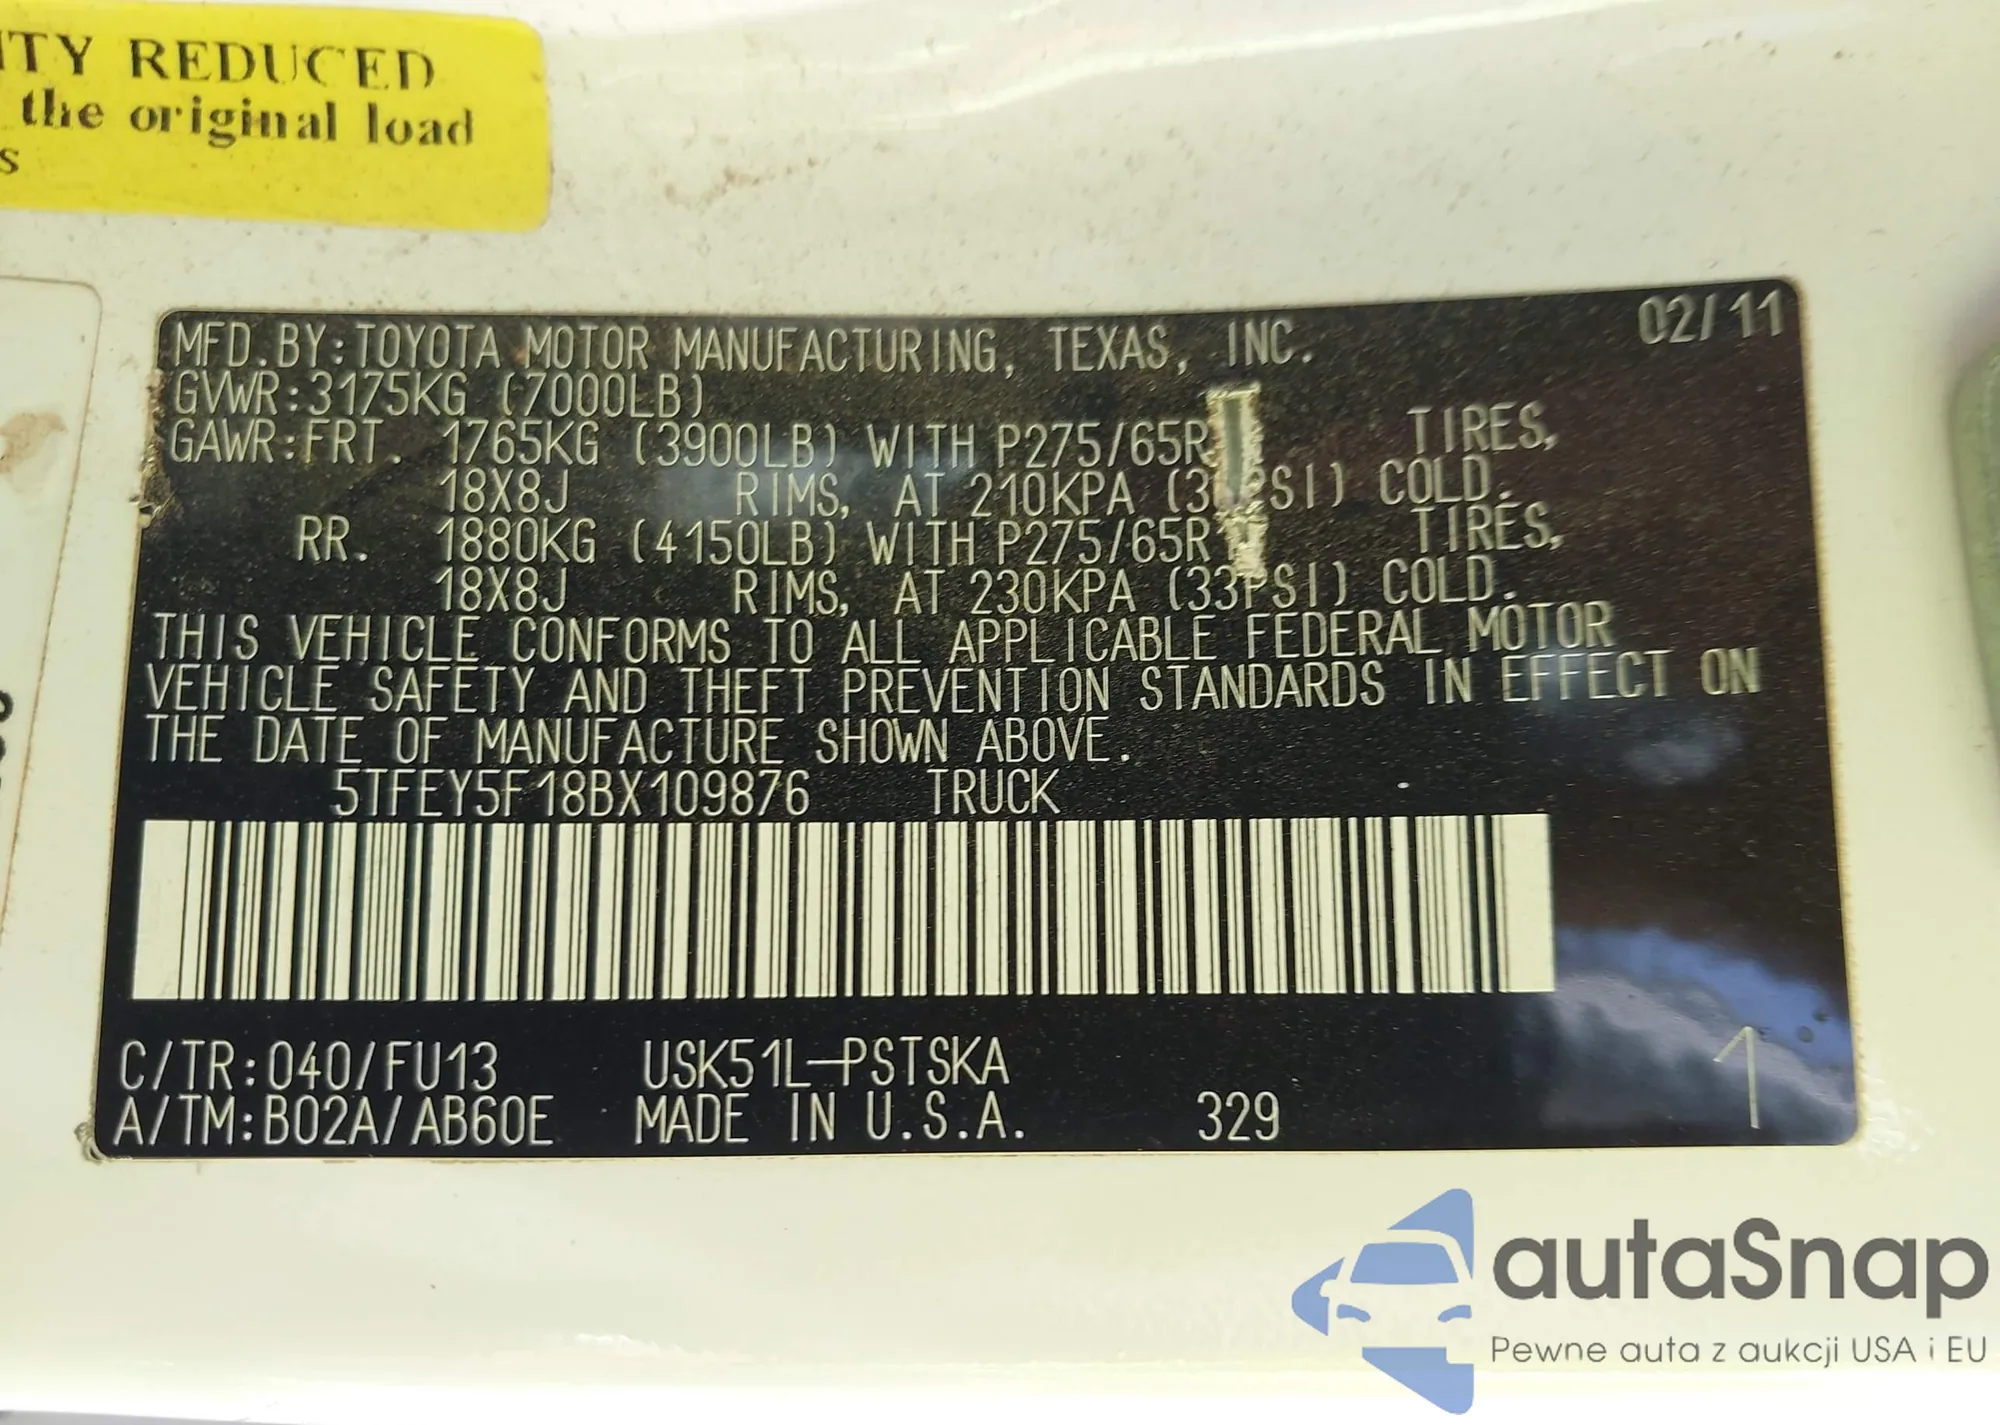 REDUCED
the original load
MFD.BY:TOYOTA MOTOR MANUFACTURING, TEXAS, INC. 02/11
GVWR:3175KG (7000LB)
GAWR:FRT. 1765KG (3900LB) WITH P275/65R TIRES,
18X8J RIMS, AT 210KPA COLD.
RR. 1880KG (4150LB) WITH P275/65R TIRES,
18X8J RIMS, AT 230KPA (33PSI) COLD.
THIS VEHICLE CONFORMS TO ALL APPLICABLE FEDERAL MOTOR
VEHICLE SAFETY AND THEFT PREVENTION STANDARDS IN EFFECT ON
THE DATE OF MANUFACTURE SHOWN ABOVE.
5TFEY5F18BX109876 TRUCK
C/TR:040/FU13 USK51L-PSTSKA
A/TM:B02A/AB60E MADE IN U.S.A. 329 1
autaSnap
Pewne auta z aukcji USA i EU